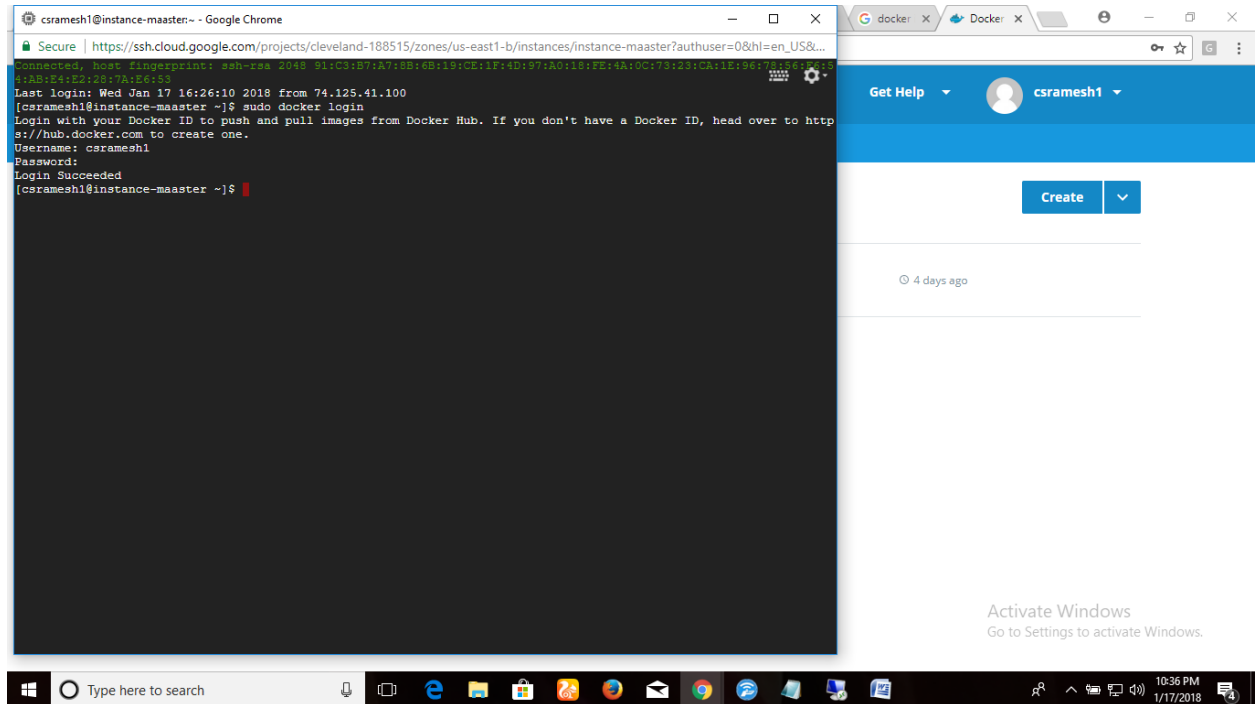 csramesh1@instance-maaster:~ - Google Chrome
Secure | https://ssh.cloud.google.com/projects/cleveland-188515/zones/us-east1-b/instances/instance-maaster?authuser=0&hl=en_US&...
Connected, host fingerprint: ssh-rsa 2048 91:C3:B7:A7:8B:6B:19:CE:1F:4D:97:A0:18:FE:4A:0C:73:23:CA:1E:96:78:56:E6:5
4:AB:E4:E2:28:7A:E6:53
Last login: Wed Jan 17 16:26:10 2018 from 74.125.41.100
[csramesh1@instance-maaster ~]$ sudo docker login
Login with your Docker ID to push and pull images from Docker Hub. If you don't have a Docker ID, head over to http
s://hub.docker.com to create one.
Username: csramesh1
Password:
Login Succeeded
[csramesh1@instance-maaster ~]$
docker
Docker
Get Help
csramesh1
Create
4 days ago
Activate Windows
Go to Settings to activate Windows.
Type here to search
10:36 PM
1/17/2018
4